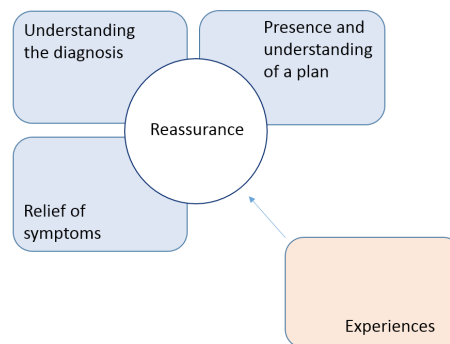 Understanding
the diagnosis
Presence and
understanding
of a plan
Reassurance
Relief of
symptoms
Experiences